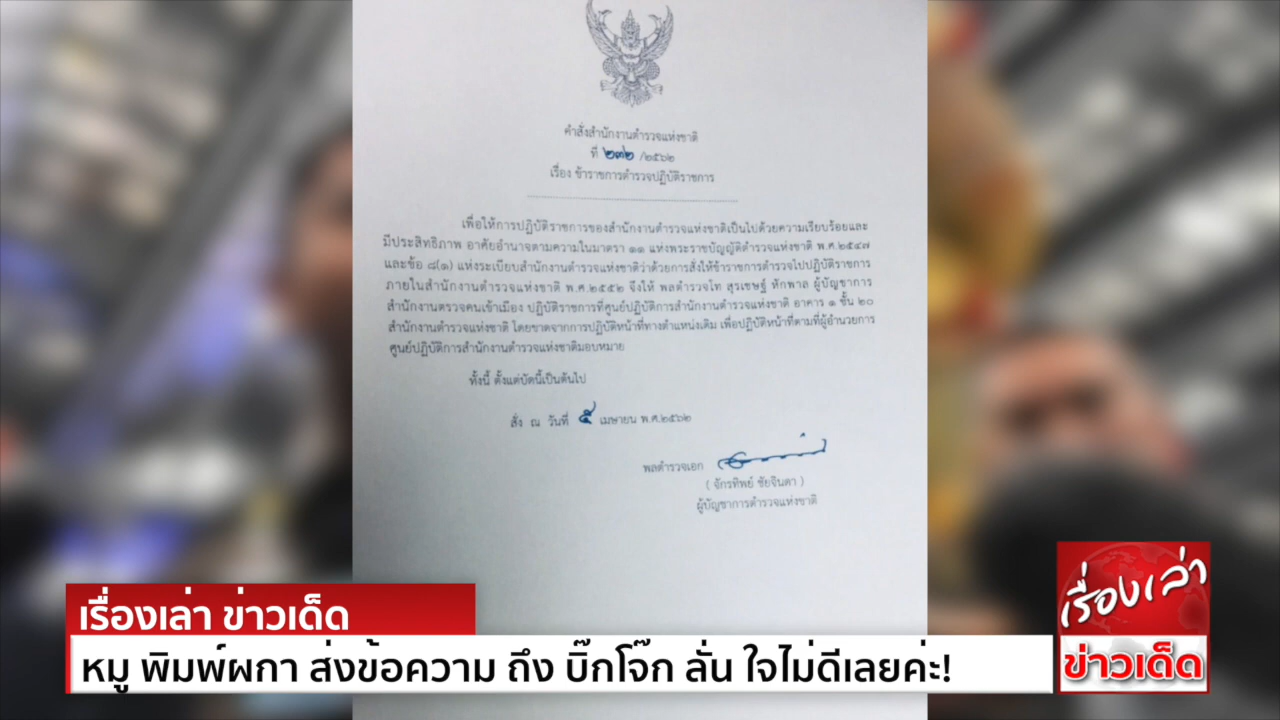 คำสั่งสำนักงานตำรวจแห่งชาติ
ที่ ๒๓๒ /๒๕๖๒
เรื่อง ข้าราชการตำรวจปฏิบัติราชการ
เพื่อให้การปฏิบัติราชการของสำนักงานตำรวจแห่งชาติเป็นไปด้วยความเรียบร้อยและ
มีประสิทธิภาพ อาศัยอำนาจตามความในมาตรา ๑๑ แห่งพระราชบัญญัติตำรวจแห่งชาติ พ.ศ.๒๕๔๗
และข้อ ๘(๑) แห่งระเบียบสำนักงานตำรวจแห่งชาติว่าด้วยการสั่งให้ข้าราชการตำรวจไปปฏิบัติราชการ
ภายในสำนักงานตำรวจแห่งชาติ พ.ศ.๒๕๕๒ จึงให้ พลตำรวจโท สุรเชษฐ์ หักพาล ผู้บัญชาการ
สำนักงานตรวจคนเข้าเมือง ปฏิบัติราชการที่ศูนย์ปฏิบัติการสำนักงานตำรวจแห่งชาติ อาคาร ๑ ชั้น ๒๐
สำนักงานตำรวจแห่งชาติ โดยขาดจากการปฏิบัติหน้าที่ทางตำแหน่งเดิม เพื่อปฏิบัติหน้าที่ตามที่ผู้อำนวยการ
ศูนย์ปฏิบัติการสำนักงานตำรวจแห่งชาติมอบหมาย
ทั้งนี้ ตั้งแต่บัดนี้เป็นต้นไป
สั่ง ณ วันที่ ๕ เมษายน พ.ศ.๒๕๖๒
พลตำรวจเอก
( จักรทิพย์ ชัยจินดา )
ผู้บัญชาการตำรวจแห่งชาติ
เรื่องเล่า ข่าวเด็ด
หมู พิมพ์ผกา ส่งข้อความ ถึง บิ๊กโจ๊ก ลั่น ใจไม่ดีเลยค่ะ!
เรื่องเล่า
ข่าวเด็ด